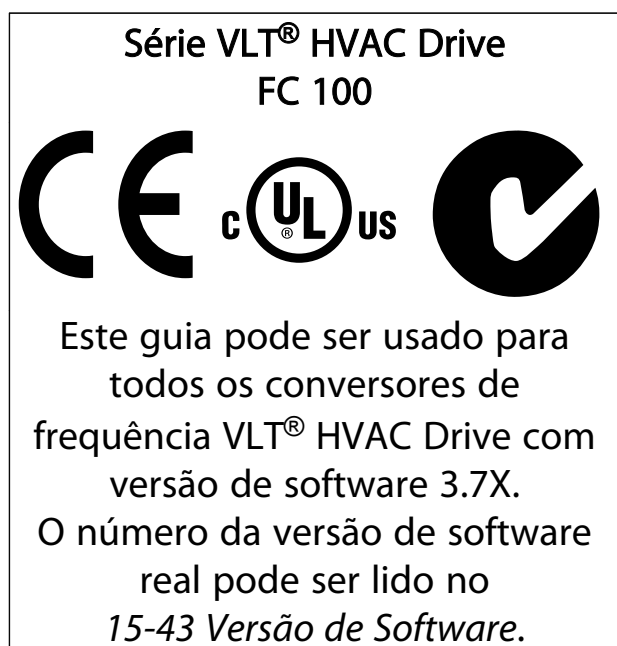 Série VLT® HVAC Drive
FC 100
CE
c UL® US
Este guia pode ser usado para
todos os conversores de
frequência VLT® HVAC Drive com
versão de software 3.7X.
O número da versão de software
real pode ser lido no
15-43 Versão de Software.